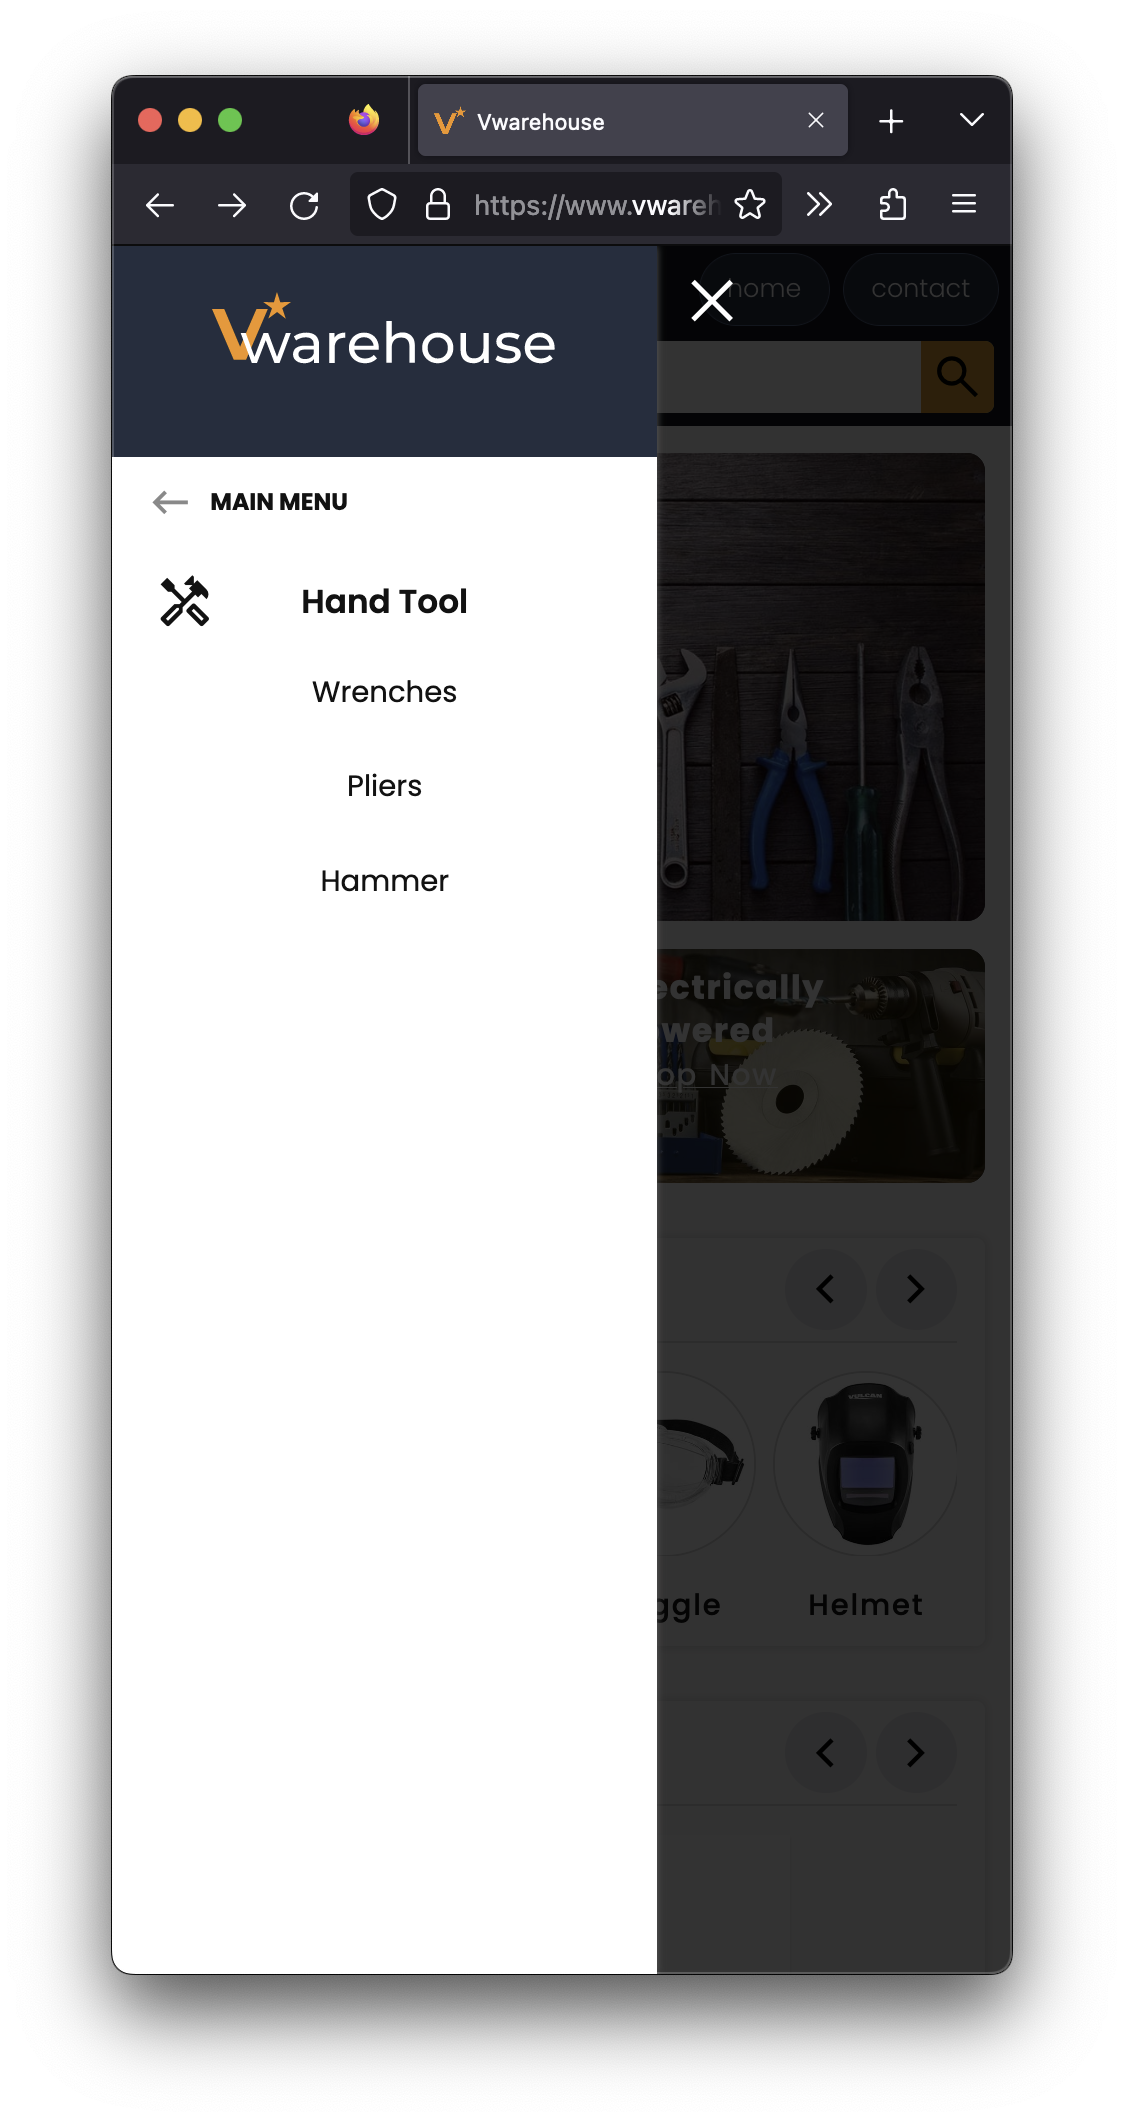 Vwarehouse
https://www.vwareh
Vwarehouse
home
contact
MAIN MENU
Hand Tool
Wrenches
Pliers
Hammer
ectrically
wered
op Now
ggle
Helmet
VULCAN